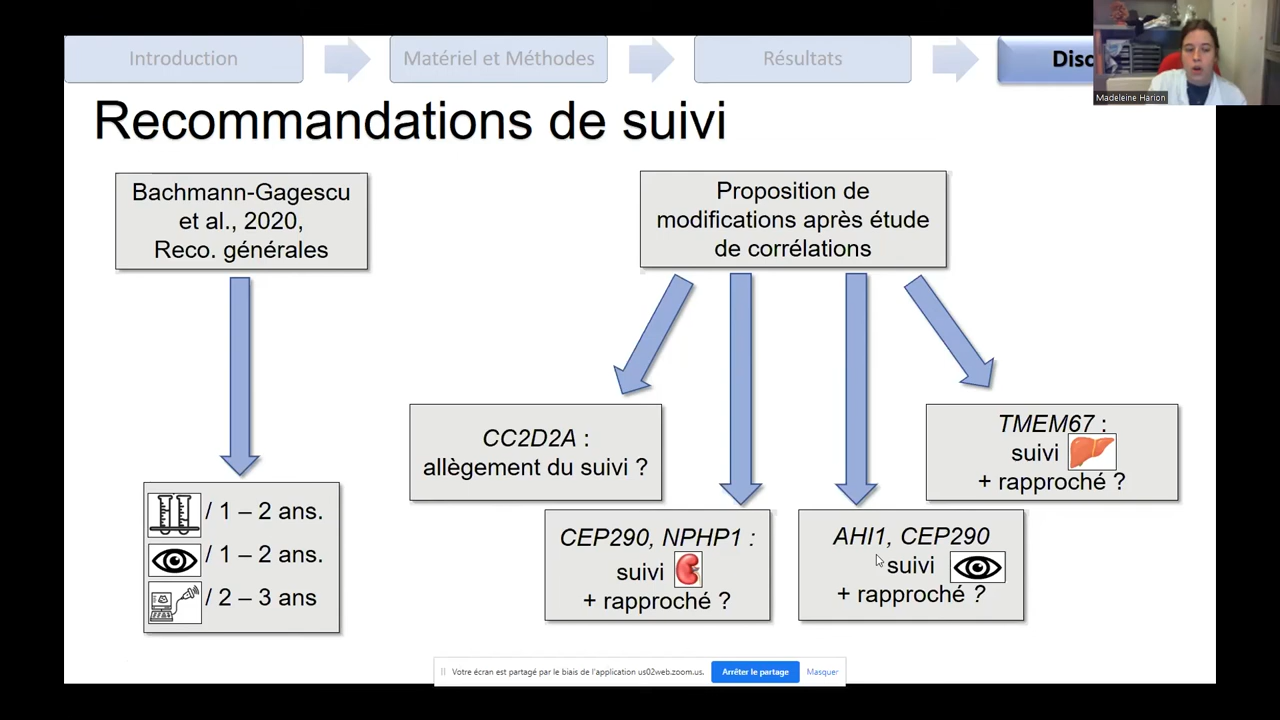 Introduction
Matériel et Méthodes
Résultats
Disc
Madeleine Harion
Recommandations de suivi
Bachmann-Gagescu
et al., 2020,
Reco. générales
Proposition de
modifications après étude
de corrélations
CC2D2A :
allègement du suivi ?
TMEM67 :
suivi
+ rapproché ?
/ 1 – 2 ans.
/ 1 – 2 ans.
/ 2 – 3 ans
CEP290, NPHP1 :
suivi
+ rapproché ?
AHI1, CEP290
suivi
+ rapproché ?
Votre écran est partagé par le biais de l'application us02web.zoom.us.
Arrêter le partage
Masquer